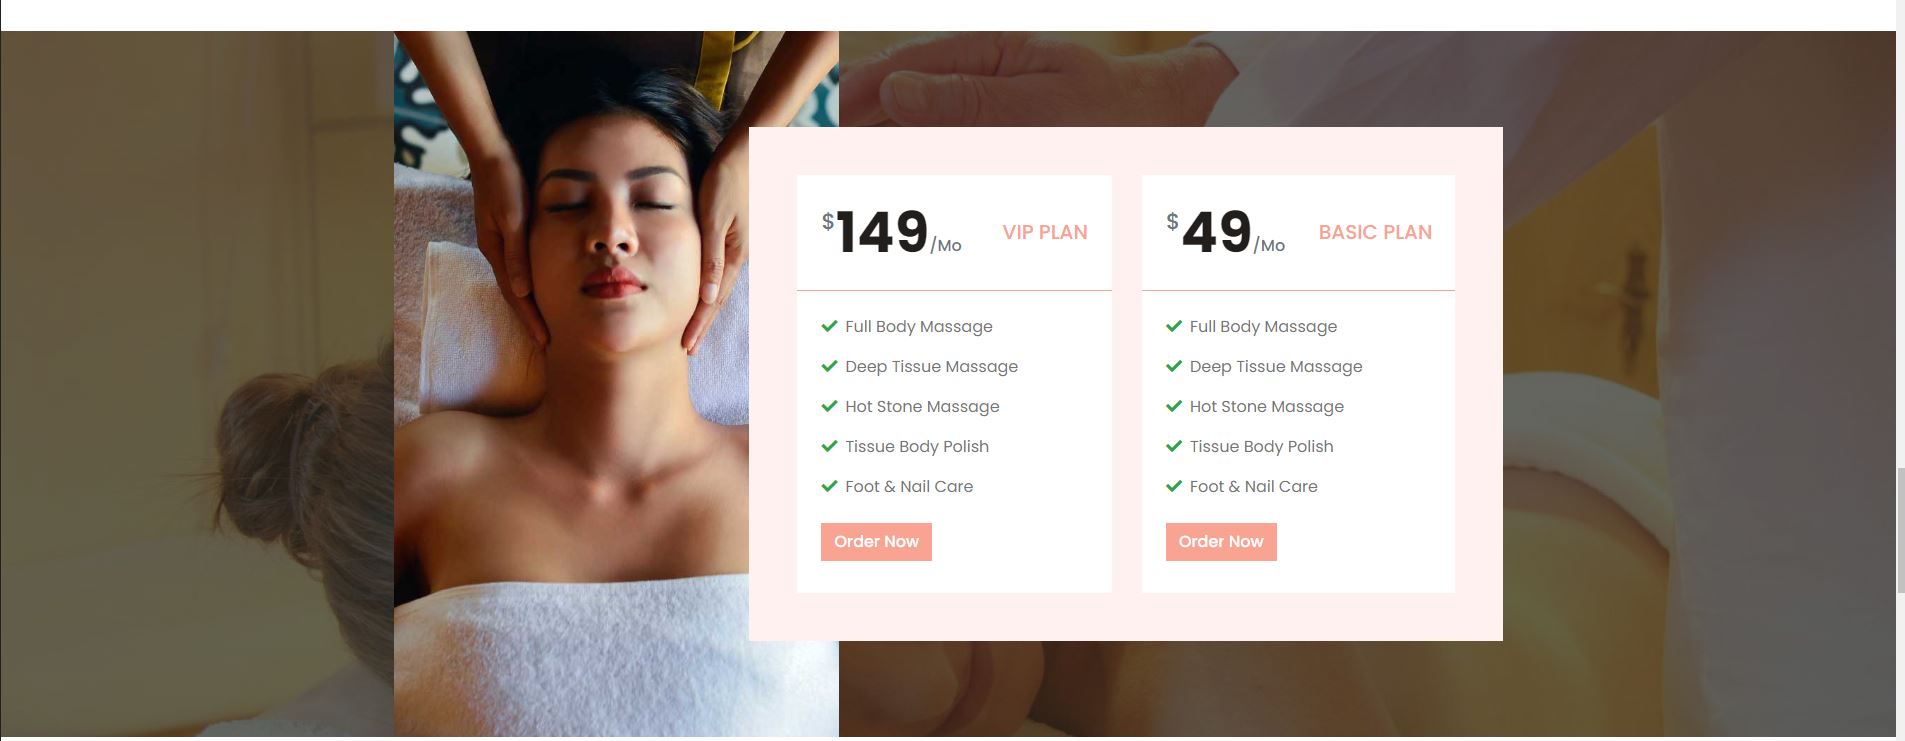 $149/Mo VIP PLAN
Full Body Massage
Deep Tissue Massage
Hot Stone Massage
Tissue Body Polish
Foot & Nail Care
Order Now
$49/Mo BASIC PLAN
Full Body Massage
Deep Tissue Massage
Hot Stone Massage
Tissue Body Polish
Foot & Nail Care
Order Now